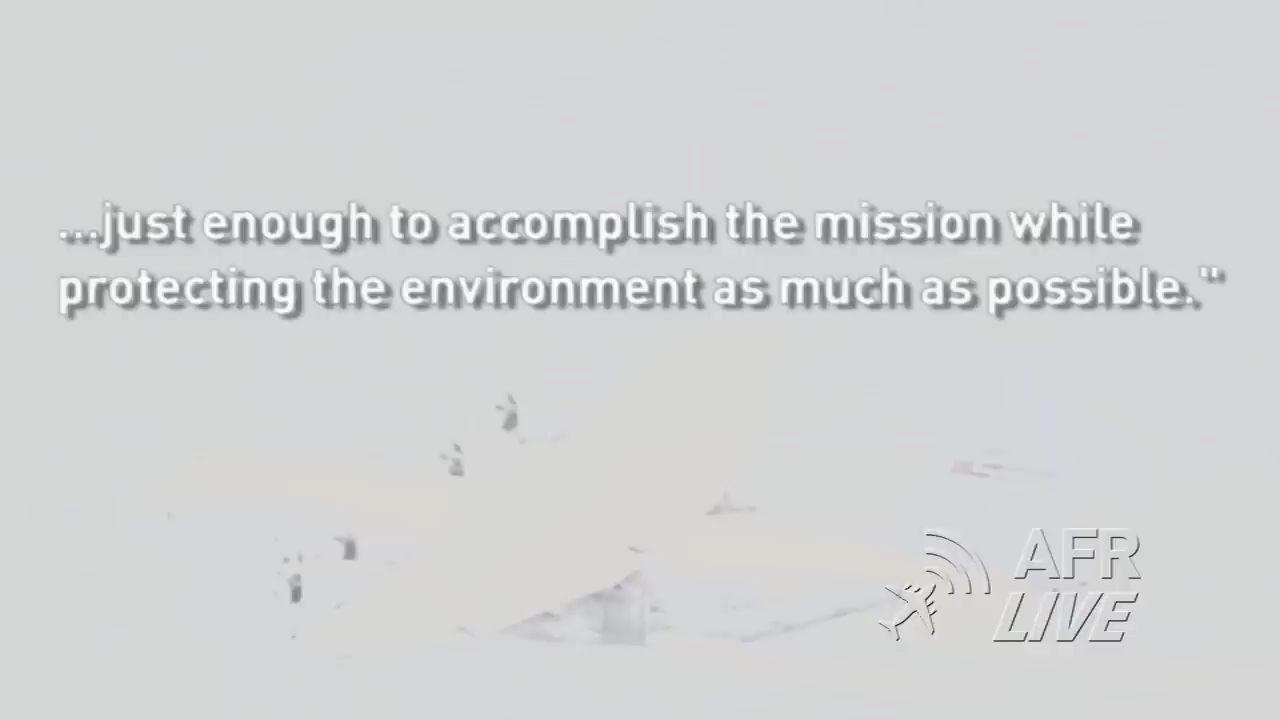 ...just enough to accomplish the mission while
protecting the environment as much as possible."
AFR
LIVE